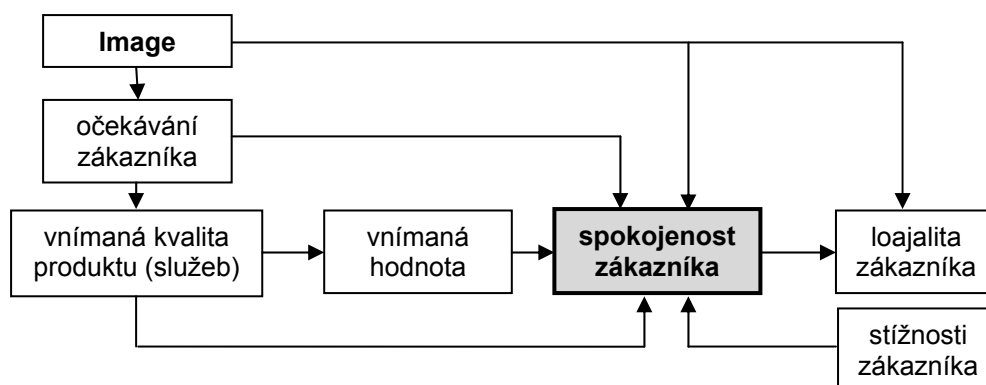 Image
očekávání
zákazníka
vnímaná kvalita
produktu (služeb)
vnímaná
hodnota
spokojenost
zákazníka
loajalita
zákazníka
stížnosti
zákazníka